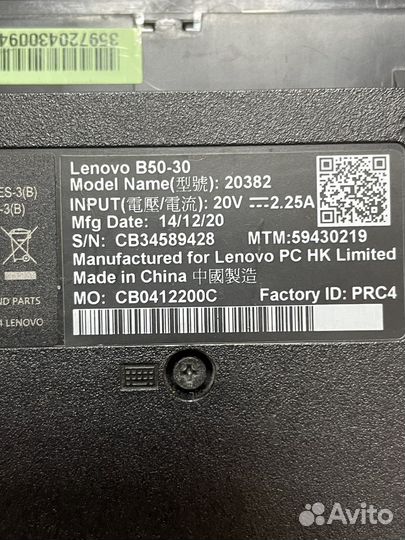 3597204300094
Lenovo B50-30
Model Name(型號): 20382
INPUT(電壓/電流): 20V ⎓ 2.25A
Mfg Date: 14/12/20
S/N: CB34589428 MTM:59430219
Manufactured for Lenovo PC HK Limited
Made in China 中國製造
MO: CB0412200C Factory ID: PRC4
ES-3(B)
-3(B)
ND PARTS
4 LENOVO
Avito